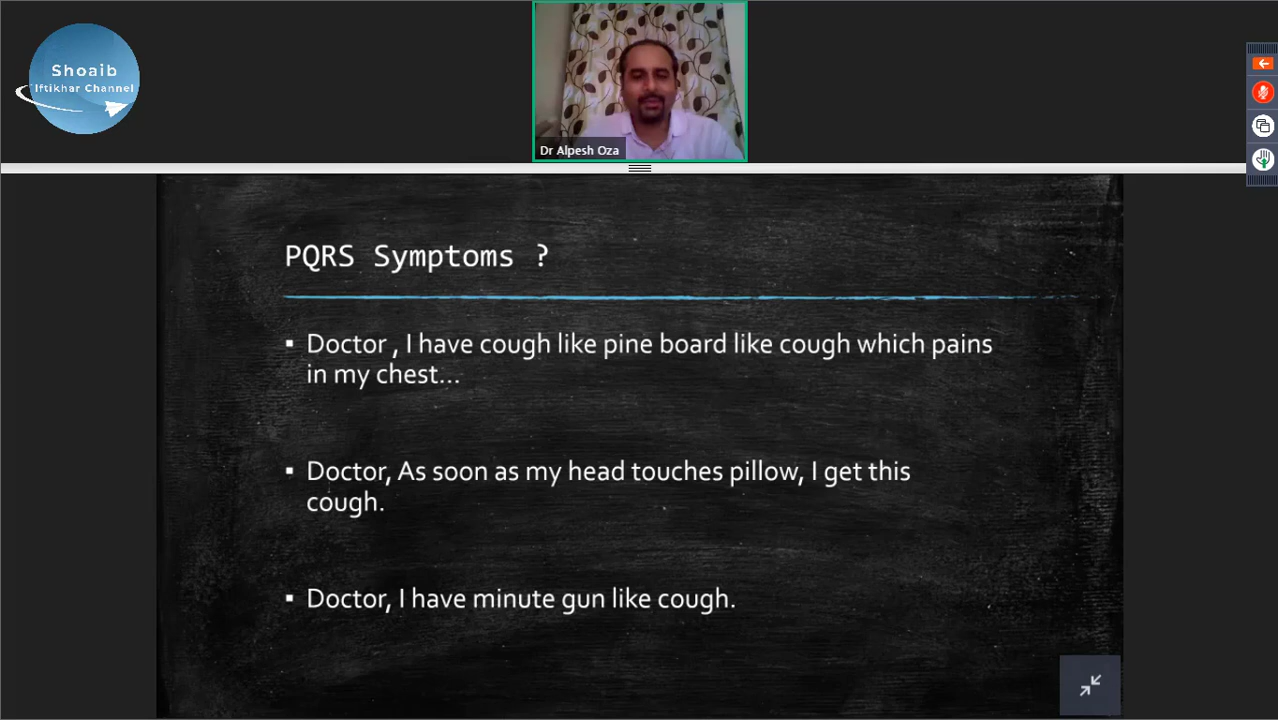 Shoaib
Iftikhar Channel
Dr Alpesh Oza
PQRS Symptoms ?
▪ Doctor , I have cough like pine board like cough which pains
in my chest...
▪ Doctor, As soon as my head touches pillow, I get this
cough.
▪ Doctor, I have minute gun like cough.